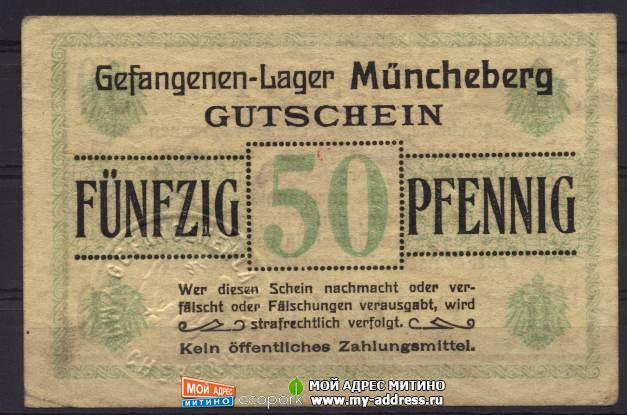 Gefangenen-Lager Müncheberg
GUTSCHEIN
FÜNFZIG 50 PFENNIG
Wer diesen Schein nachmacht oder ver-
fälscht oder Fälschungen verausgabt, wird
strafrechtlich verfolgt.
Kein öffentliches Zahlungsmittel.
МОЙ АДРЕС
МИТИНО
ecopark
МОЙ АДРЕС МИТИНО
www.my-address.ru